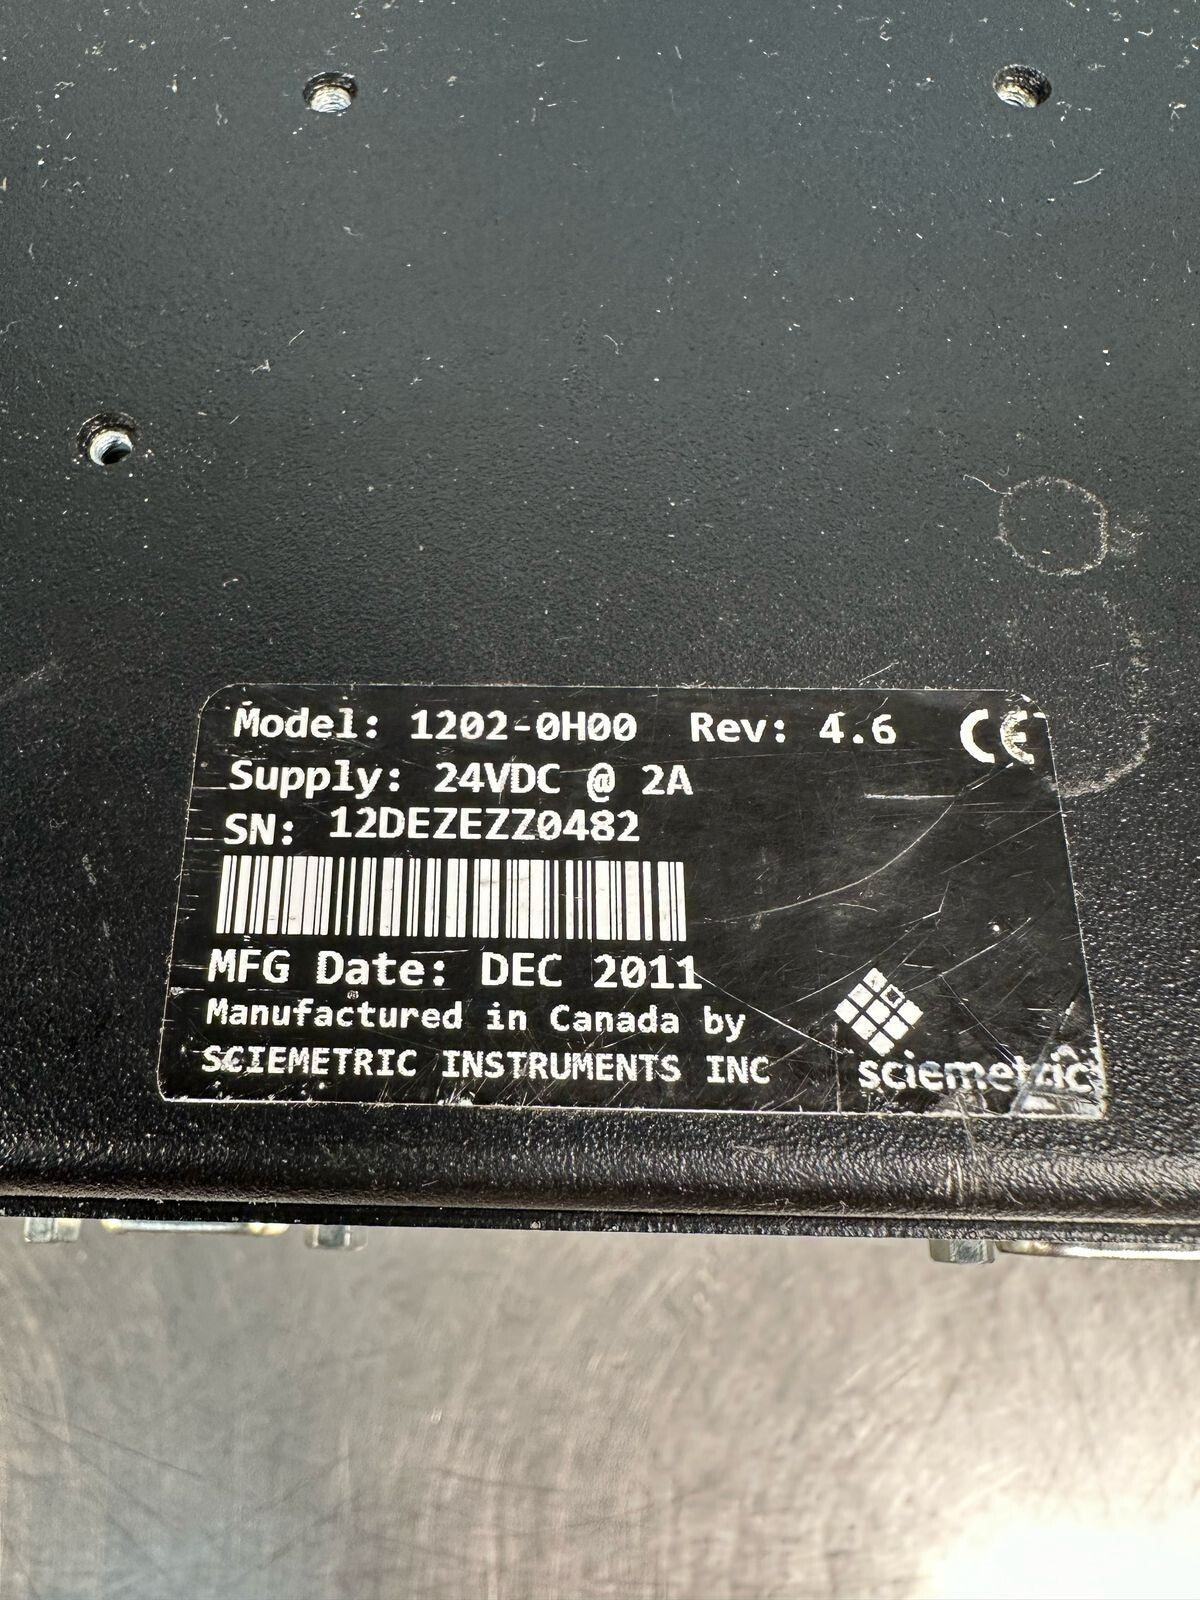 Model: 1202-0H00 Rev: 4.6 CE
Supply: 24VDC @ 2A
SN: 12DEZEZZ0482
MFG Date: DEC 2011
Manufactured in Canada by
SCIEMETRIC INSTRUMENTS INC
sciemetric